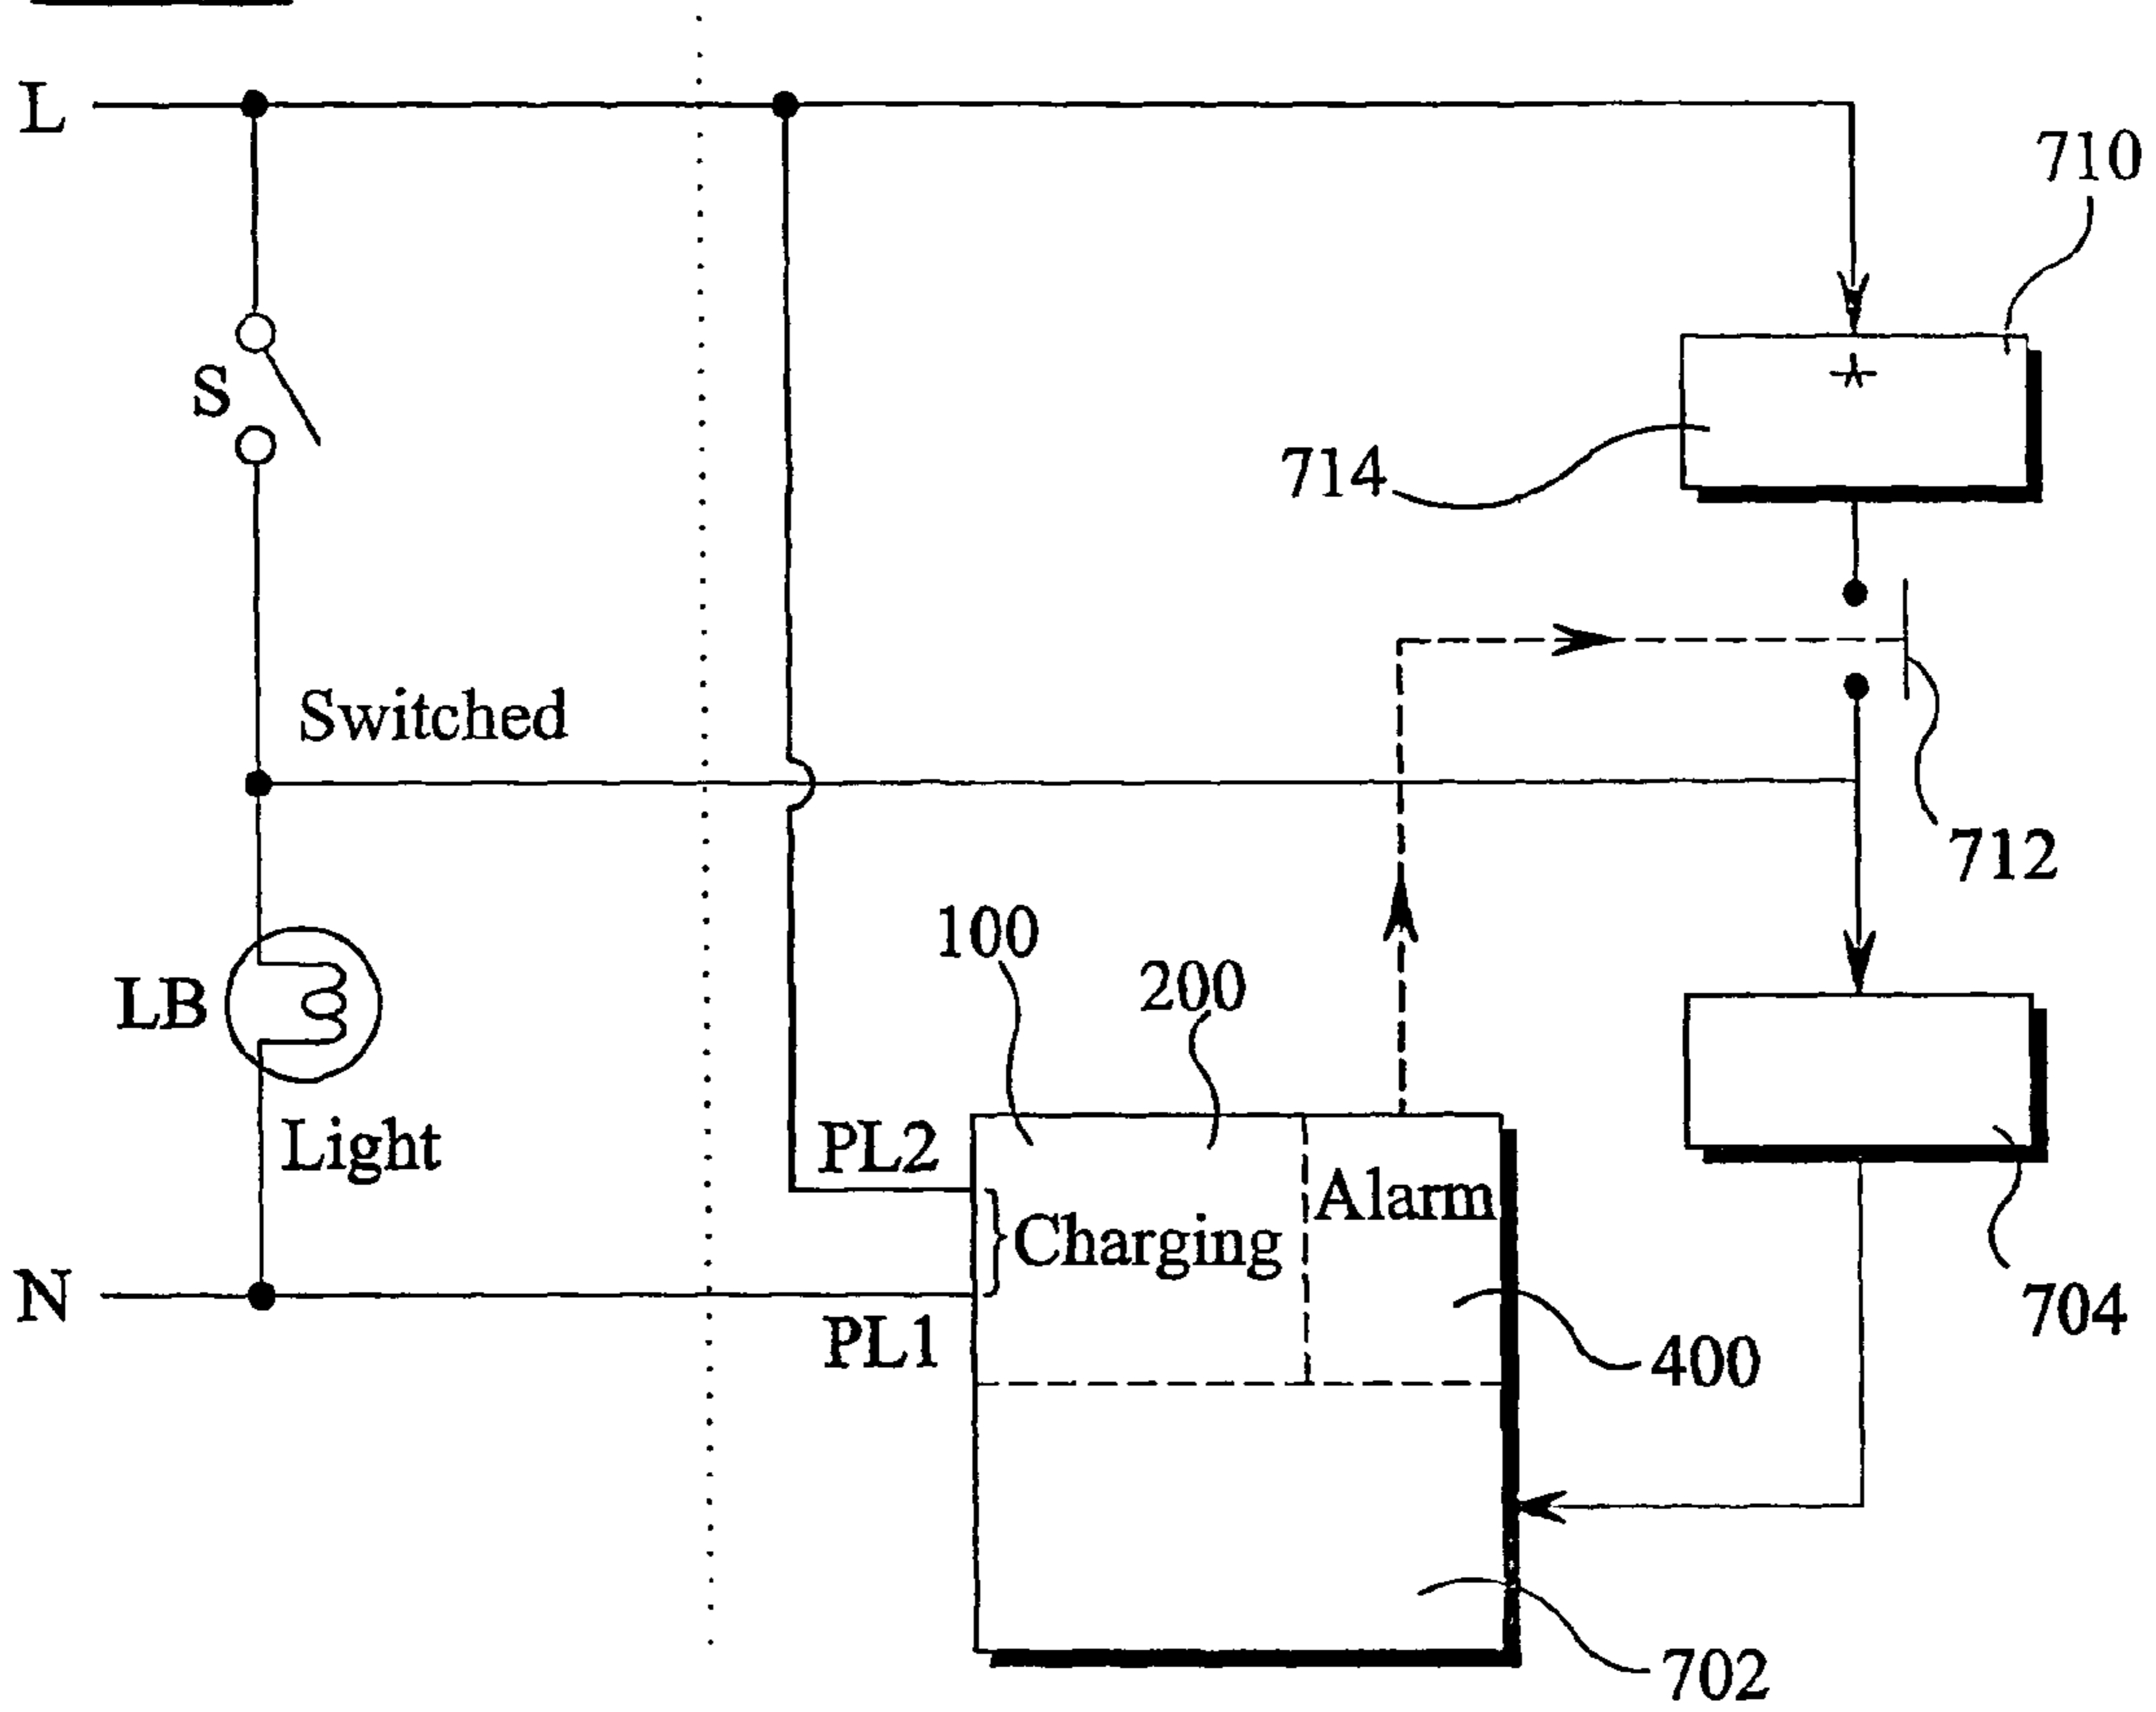 L
710
S
714
*
Switched
712
100
200
LB
Light
PL2
Alarm
Charging
704
N
PL1
400
702